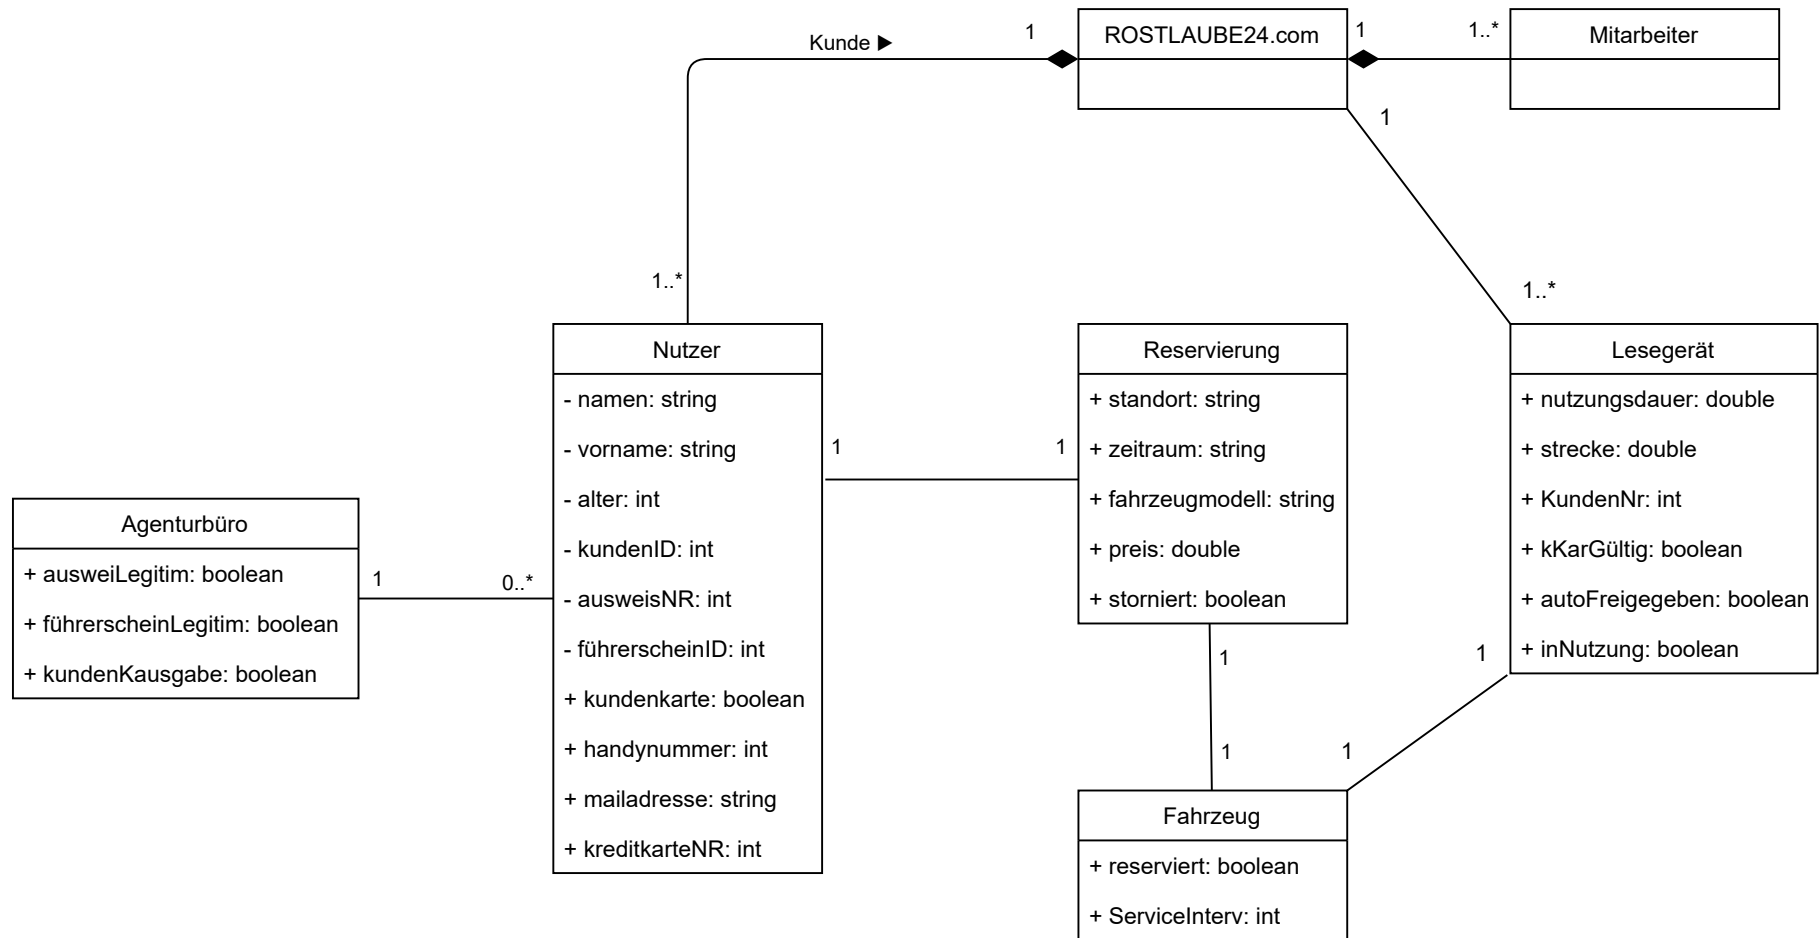 Kunde ▶
1
ROSTLAUBE24.com
1
1..*
Mitarbeiter
1
1..*
1..*
Nutzer
- namen: string
- vorname: string
- alter: int
- kundenID: int
- ausweisNR: int
- führerscheinID: int
+ kundenkarte: boolean
+ handynummer: int
+ mailadresse: string
+ kreditkarteNR: int
1
1
Reservierung
+ standort: string
+ zeitraum: string
+ fahrzeugmodell: string
+ preis: double
+ storniert: boolean
Lesegerät
+ nutzungsdauer: double
+ strecke: double
+ KundenNr: int
+ kKarGültig: boolean
+ autoFreigegeben: boolean
+ inNutzung: boolean
Agenturbüro
+ ausweiLegitim: boolean
+ führerscheinLegitim: boolean
+ kundenKausgabe: boolean
1
0..*
1
1
1
1
Fahrzeug
+ reserviert: boolean
+ ServiceInterv: int